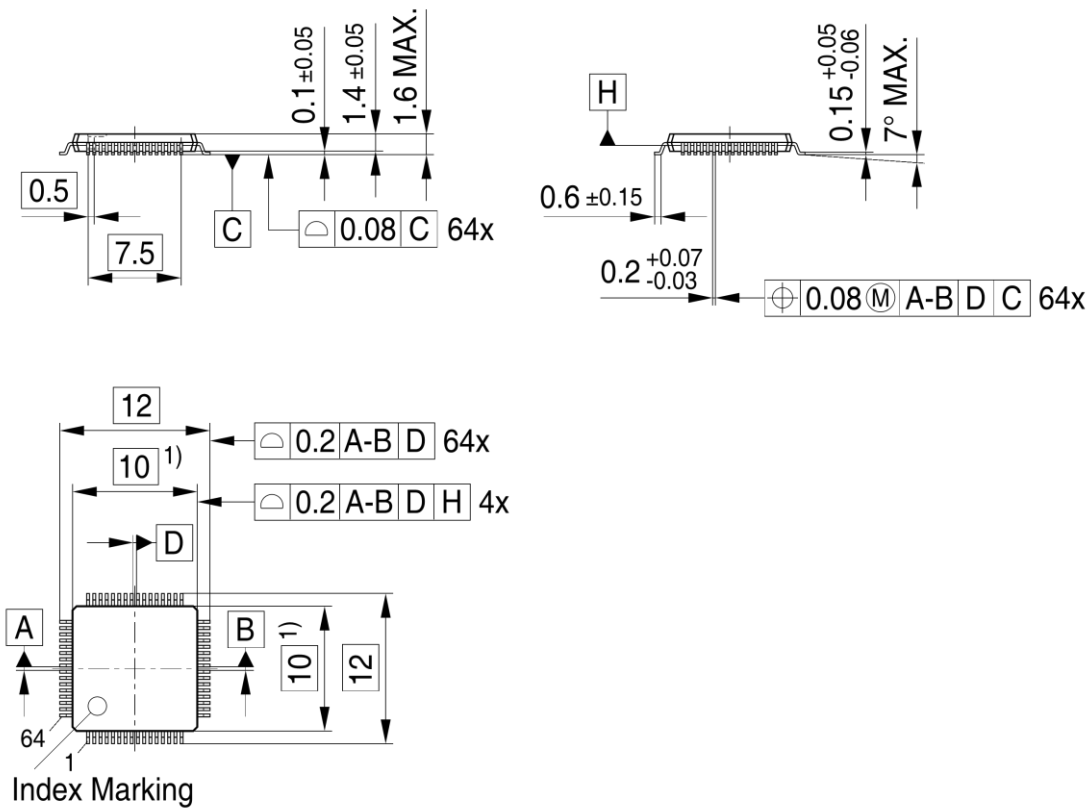 0.1±0.05
1.4±0.05
1.6 MAX.
0.5
7.5
C
⌓ 0.08 C 64x
H
0.15 +0.05 -0.06
7° MAX.
0.6 ±0.15
0.2 +0.07 -0.03
⌖ 0.08 Ⓜ A-B D C 64x
12
⌓ 0.2 A-B D 64x
10 1)
⌓ 0.2 A-B D H 4x
D
A
B
10 1)
12
64
1
Index Marking